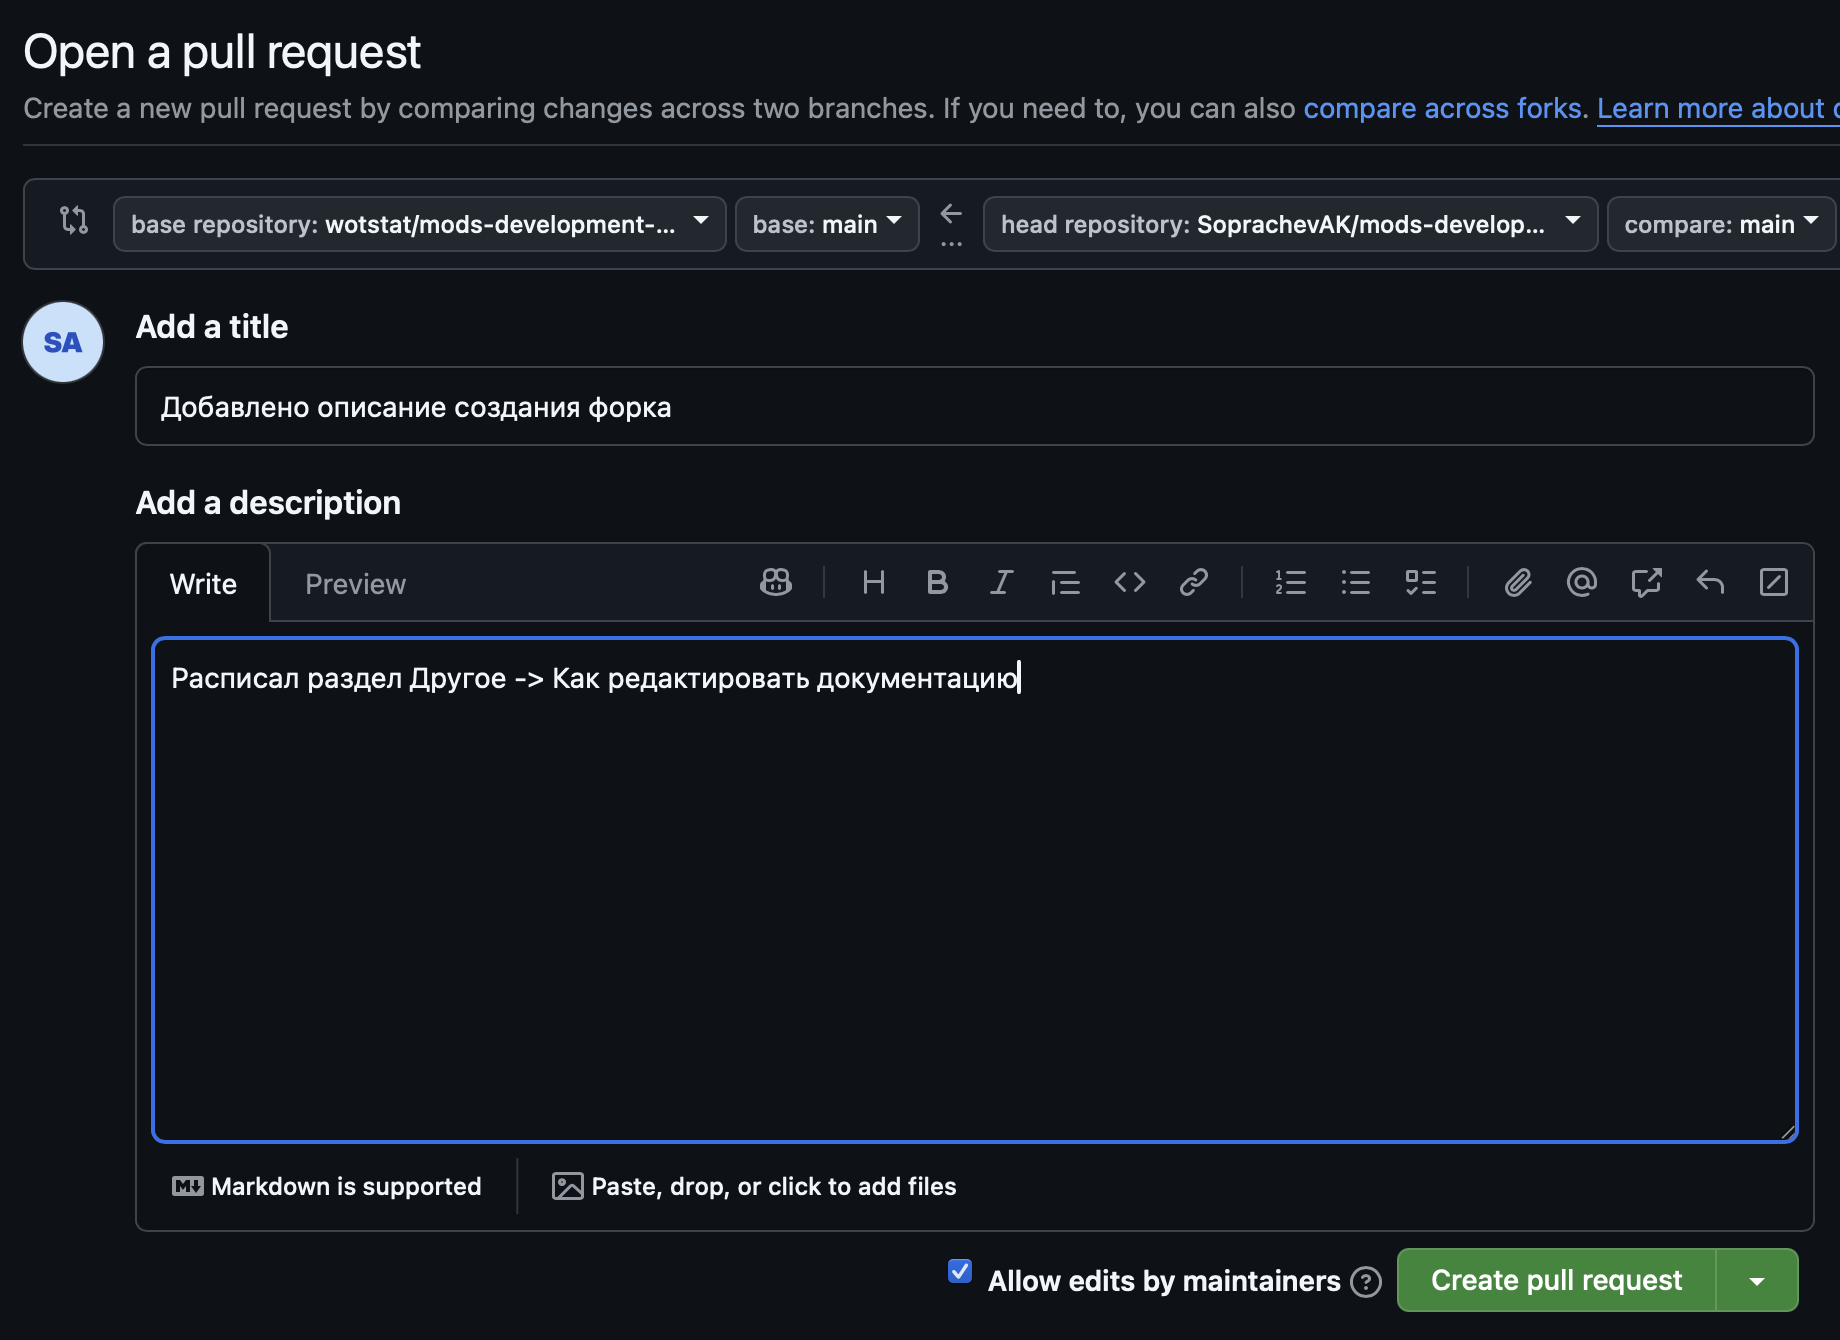 Open a pull request
Create a new pull request by comparing changes across two branches. If you need to, you can also compare across forks. Learn more about
base repository: wotstat/mods-development-...
base: main
head repository: SoprachevAK/mods-develop...
compare: main
SA
Add a title
Добавлено описание создания форка
Add a description
Write
Preview
Расписал раздел Другое -> Как редактировать документацию
Markdown is supported
Paste, drop, or click to add files
Allow edits by maintainers
Create pull request